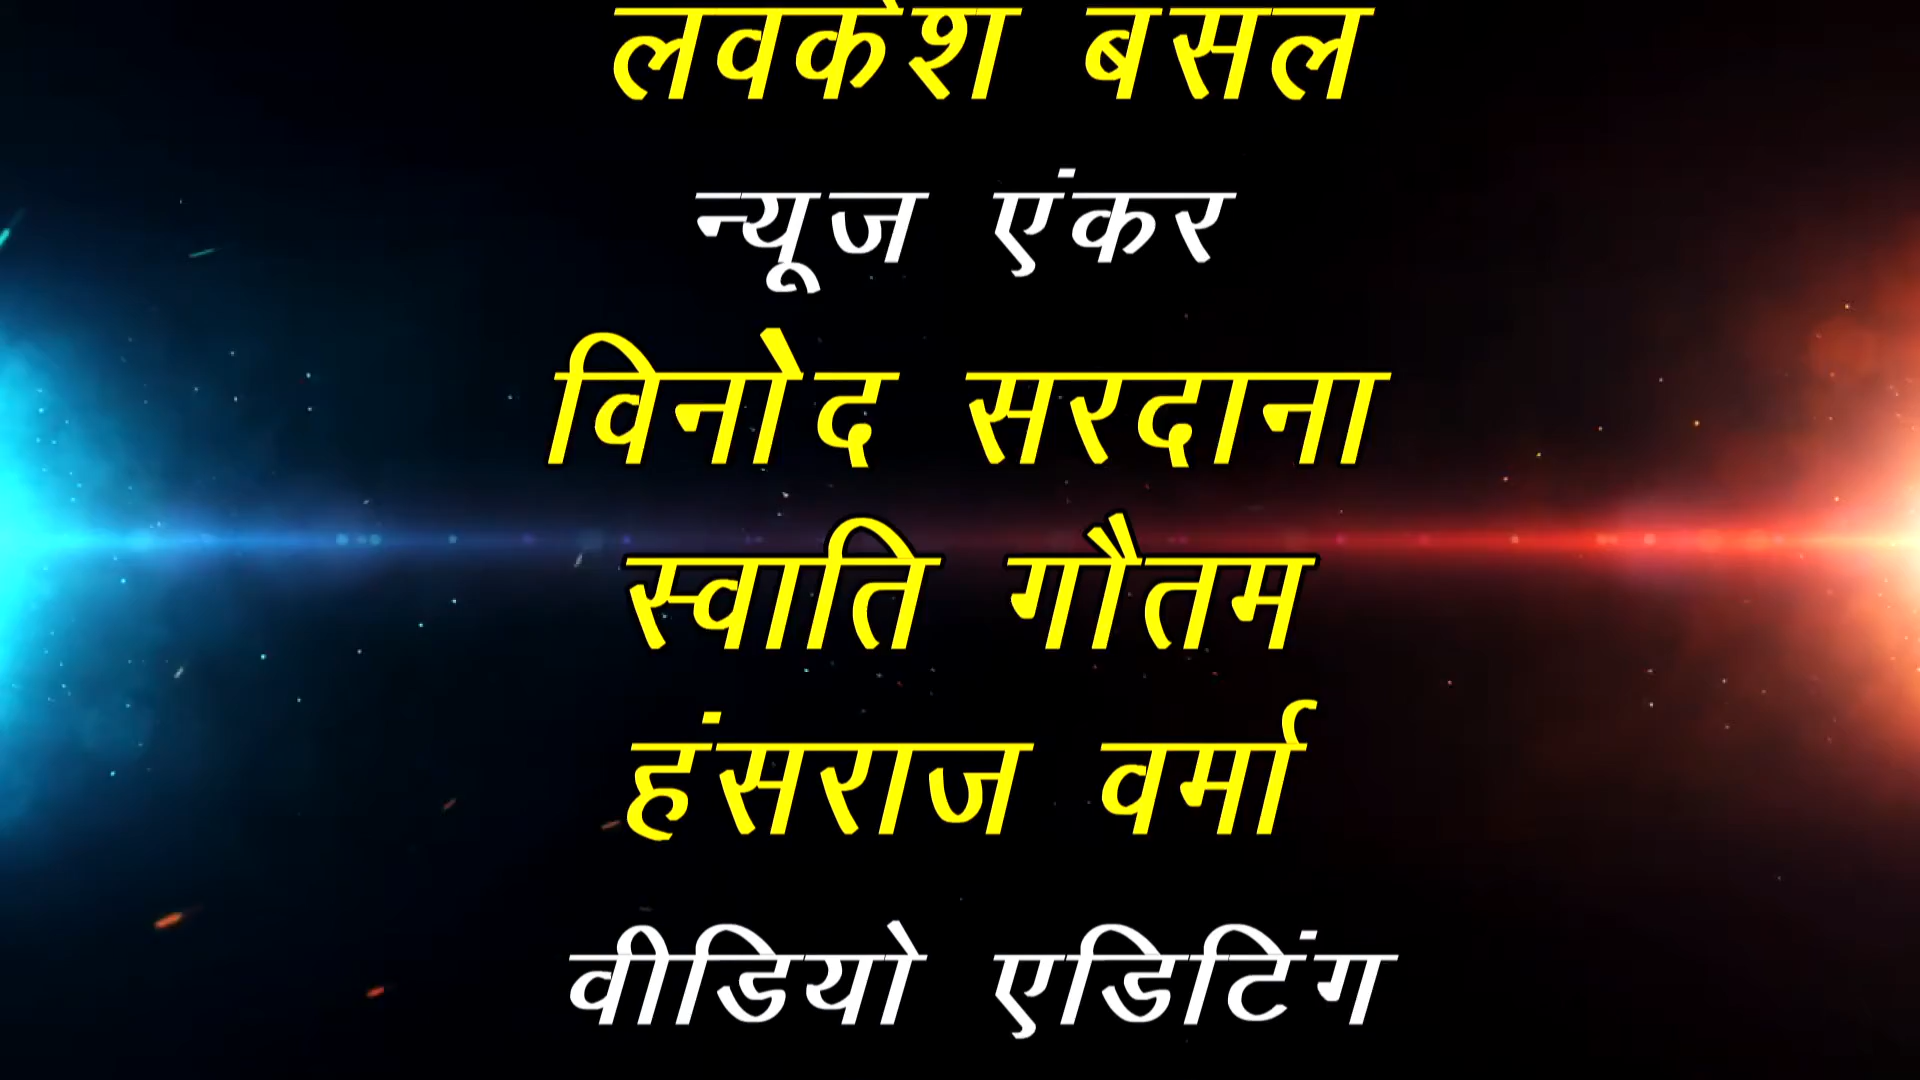 लवकेश बसल
न्यूज एंकर
विनोद सरदाना
स्वाति गौतम
हंसराज वर्मा
वीडियो एडिटिंग